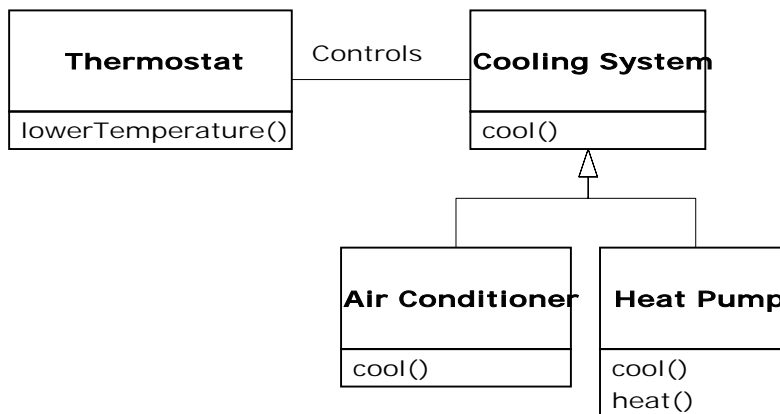 Thermostat
lowerTemperature()
Controls
Cooling System
cool()
Air Conditioner
cool()
Heat Pump
cool()
heat()